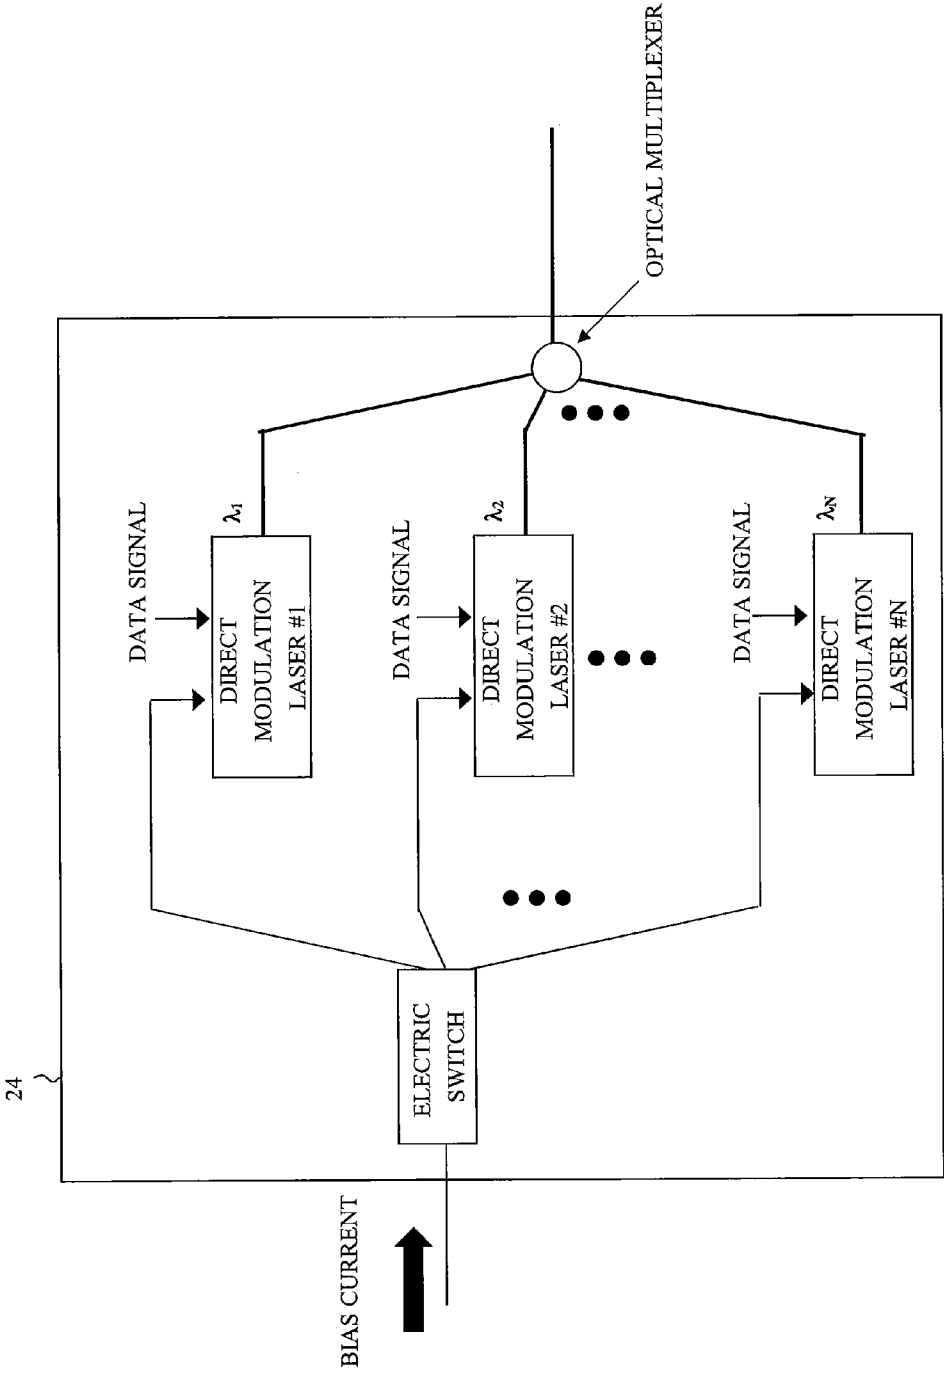 24
BIAS CURRENT
ELECTRIC
SWITCH
DATA SIGNAL
DIRECT
MODULATION
LASER #1
λ1
DATA SIGNAL
DIRECT
MODULATION
LASER #2
λ2
DATA SIGNAL
DIRECT
MODULATION
LASER #N
λN
OPTICAL MULTIPLEXER